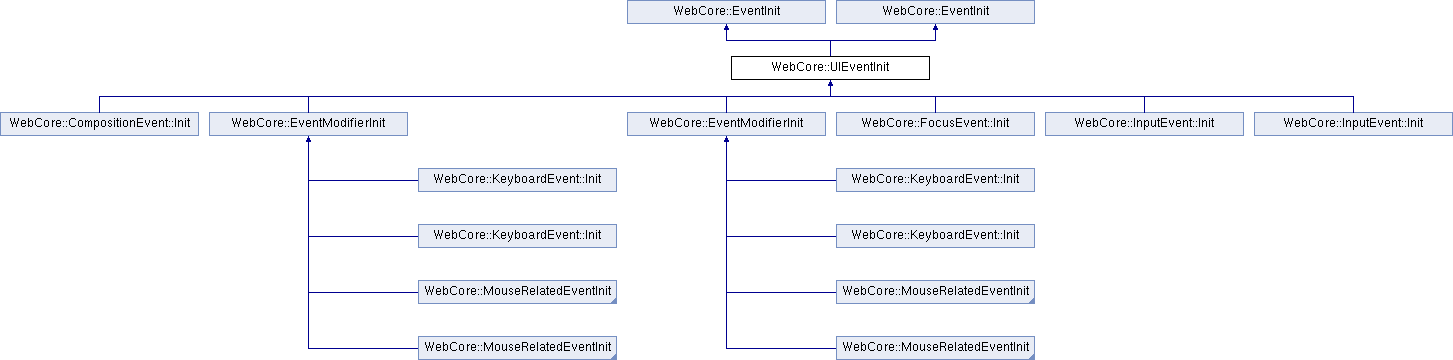 WebCore::EventInit
WebCore::EventInit
WebCore::UIEventInit
WebCore::CompositionEvent::Init
WebCore::EventModifierInit
WebCore::EventModifierInit
WebCore::FocusEvent::Init
WebCore::InputEvent::Init
WebCore::InputEvent::Init
WebCore::KeyboardEvent::Init
WebCore::KeyboardEvent::Init
WebCore::KeyboardEvent::Init
WebCore::KeyboardEvent::Init
WebCore::MouseRelatedEventInit
WebCore::MouseRelatedEventInit
WebCore::MouseRelatedEventInit
WebCore::MouseRelatedEventInit